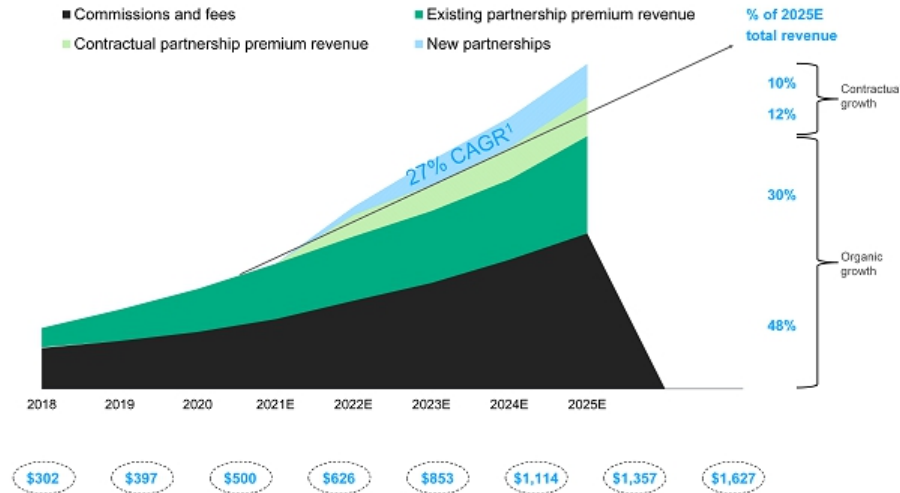 Commissions and fees
Existing partnership premium revenue
Contractual partnership premium revenue
New partnerships
% of 2025E
total revenue
27% CAGR¹
10%
12%
Contractua
growth
30%
Organic
growth
48%
2018 2019 2020 2021E 2022E 2023E 2024E 2025E
$302 $397 $500 $626 $853 $1,114 $1,357 $1,627